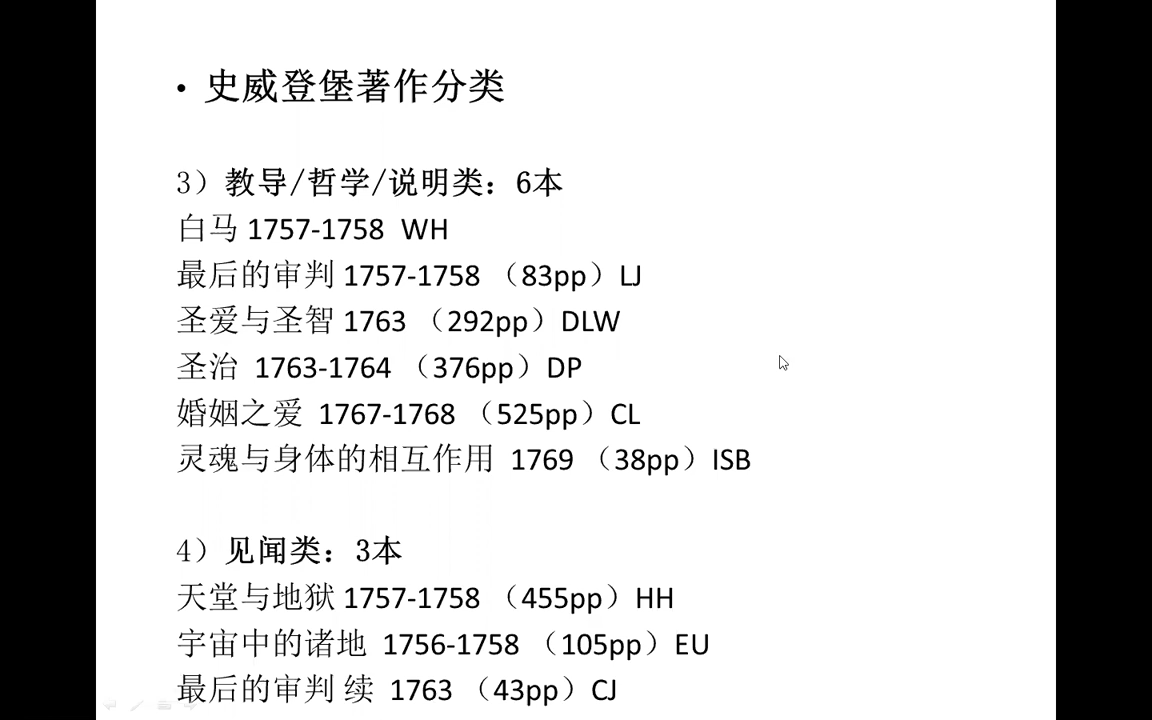 • 史威登堡著作分类
3）教导/哲学/说明类：6本
白马 1757-1758 WH
最后的审判 1757-1758 （83pp）LJ
圣爱与圣智 1763 （292pp）DLW
圣治 1763-1764 （376pp）DP
婚姻之爱 1767-1768 （525pp）CL
灵魂与身体的相互作用 1769 （38pp）ISB
4）见闻类：3本
天堂与地狱 1757-1758 （455pp）HH
宇宙中的诸地 1756-1758 （105pp）EU
最后的审判 续 1763 （43pp）CJ